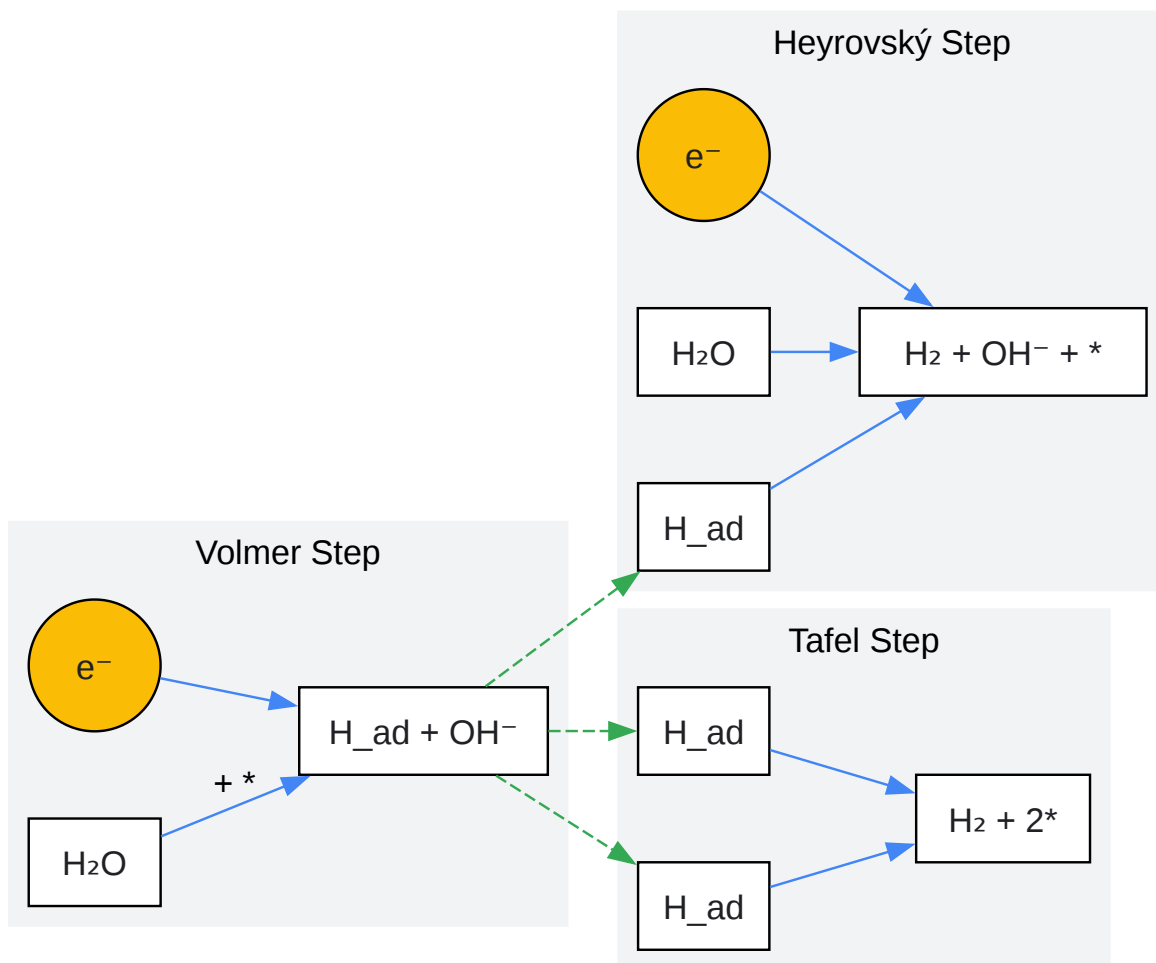 Heyrovský Step
e⁻
H₂O
H₂ + OH⁻ + *
H_ad
Volmer Step
e⁻
H_ad + OH⁻
+ *
H₂O
Tafel Step
H_ad
H₂ + 2*
H_ad